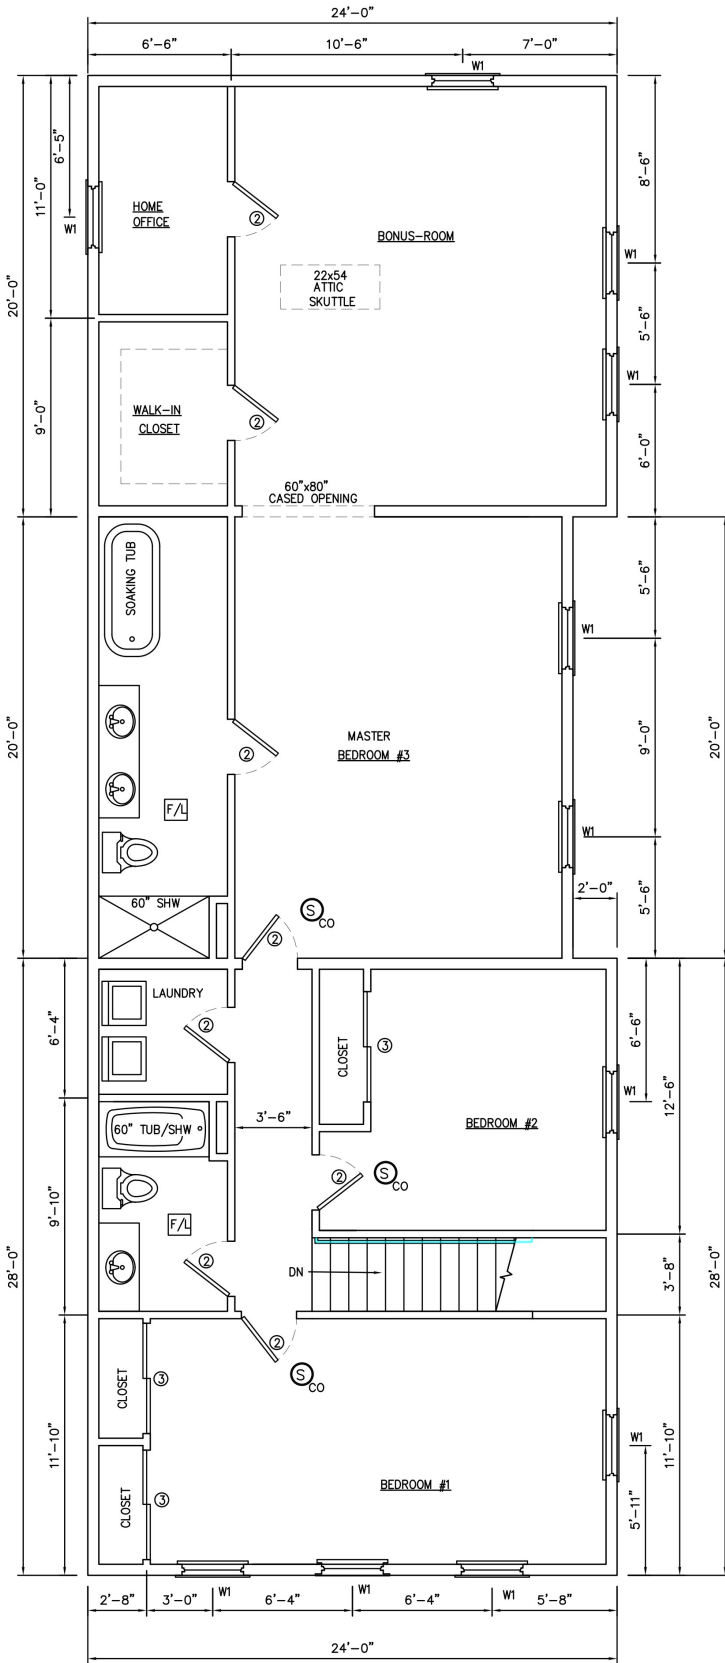 24'-0"
6'-6"
10'-6"
7'-0"
W1
6'-5"
11'-0"
8'-6"
HOME
OFFICE
②
W1
BONUS-ROOM
W1
22x54
ATTIC
SKUTTLE
20'-0"
5'-6"
W1
9'-0"
WALK-IN
CLOSET
②
6'-0"
60"x80"
CASED OPENING
SOAKING TUB
5'-6"
W1
20'-0"
MASTER
BEDROOM #3
②
9'-0"
20'-0"
F/L
W1
60" SHW
S
CO
②
2'-0"
5'-6"
LAUNDRY
6'-4"
②
CLOSET
③
6'-6"
12'-6"
W1
3'-6"
60" TUB/SHW
BEDROOM #2
S
CO
②
9'-10"
F/L
②
DN
28'-0"
3'-8"
28'-0"
②
S
CO
CLOSET
③
11'-10"
W1
11'-10"
BEDROOM #1
CLOSET
③
5'-11"
W1
W1
W1
2'-8"
3'-0"
6'-4"
6'-4"
5'-8"
24'-0"